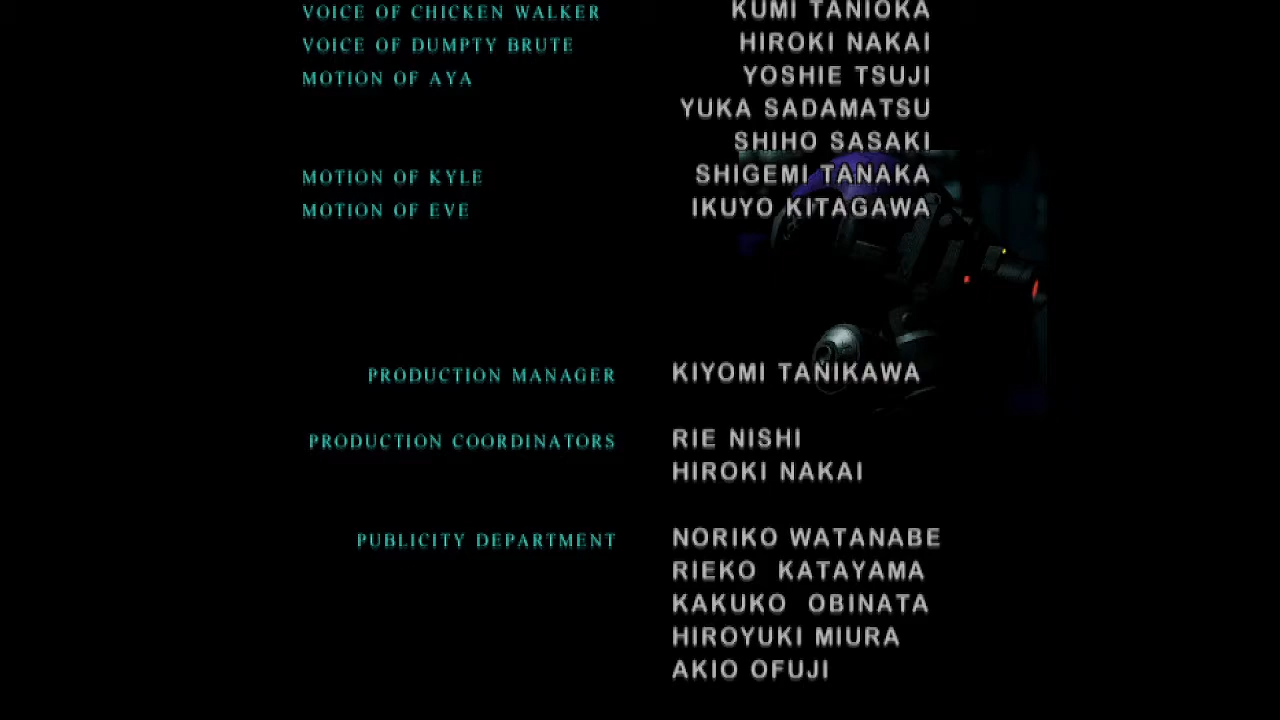 VOICE OF CHICKEN WALKER KUMI TANIOKA
VOICE OF DUMPTY BRUTE HIROKI NAKAI
MOTION OF AYA YOSHIE TSUJI
YUKA SADAMATSU
SHIHO SASAKI
MOTION OF KYLE SHIGEMI TANAKA
MOTION OF EVE IKUYO KITAGAWA
PRODUCTION MANAGER KIYOMI TANIKAWA
PRODUCTION COORDINATORS RIE NISHI
HIROKI NAKAI
PUBLICITY DEPARTMENT NORIKO WATANABE
RIEKO KATAYAMA
KAKUKO OBINATA
HIROYUKI MIURA
AKIO OFUJI